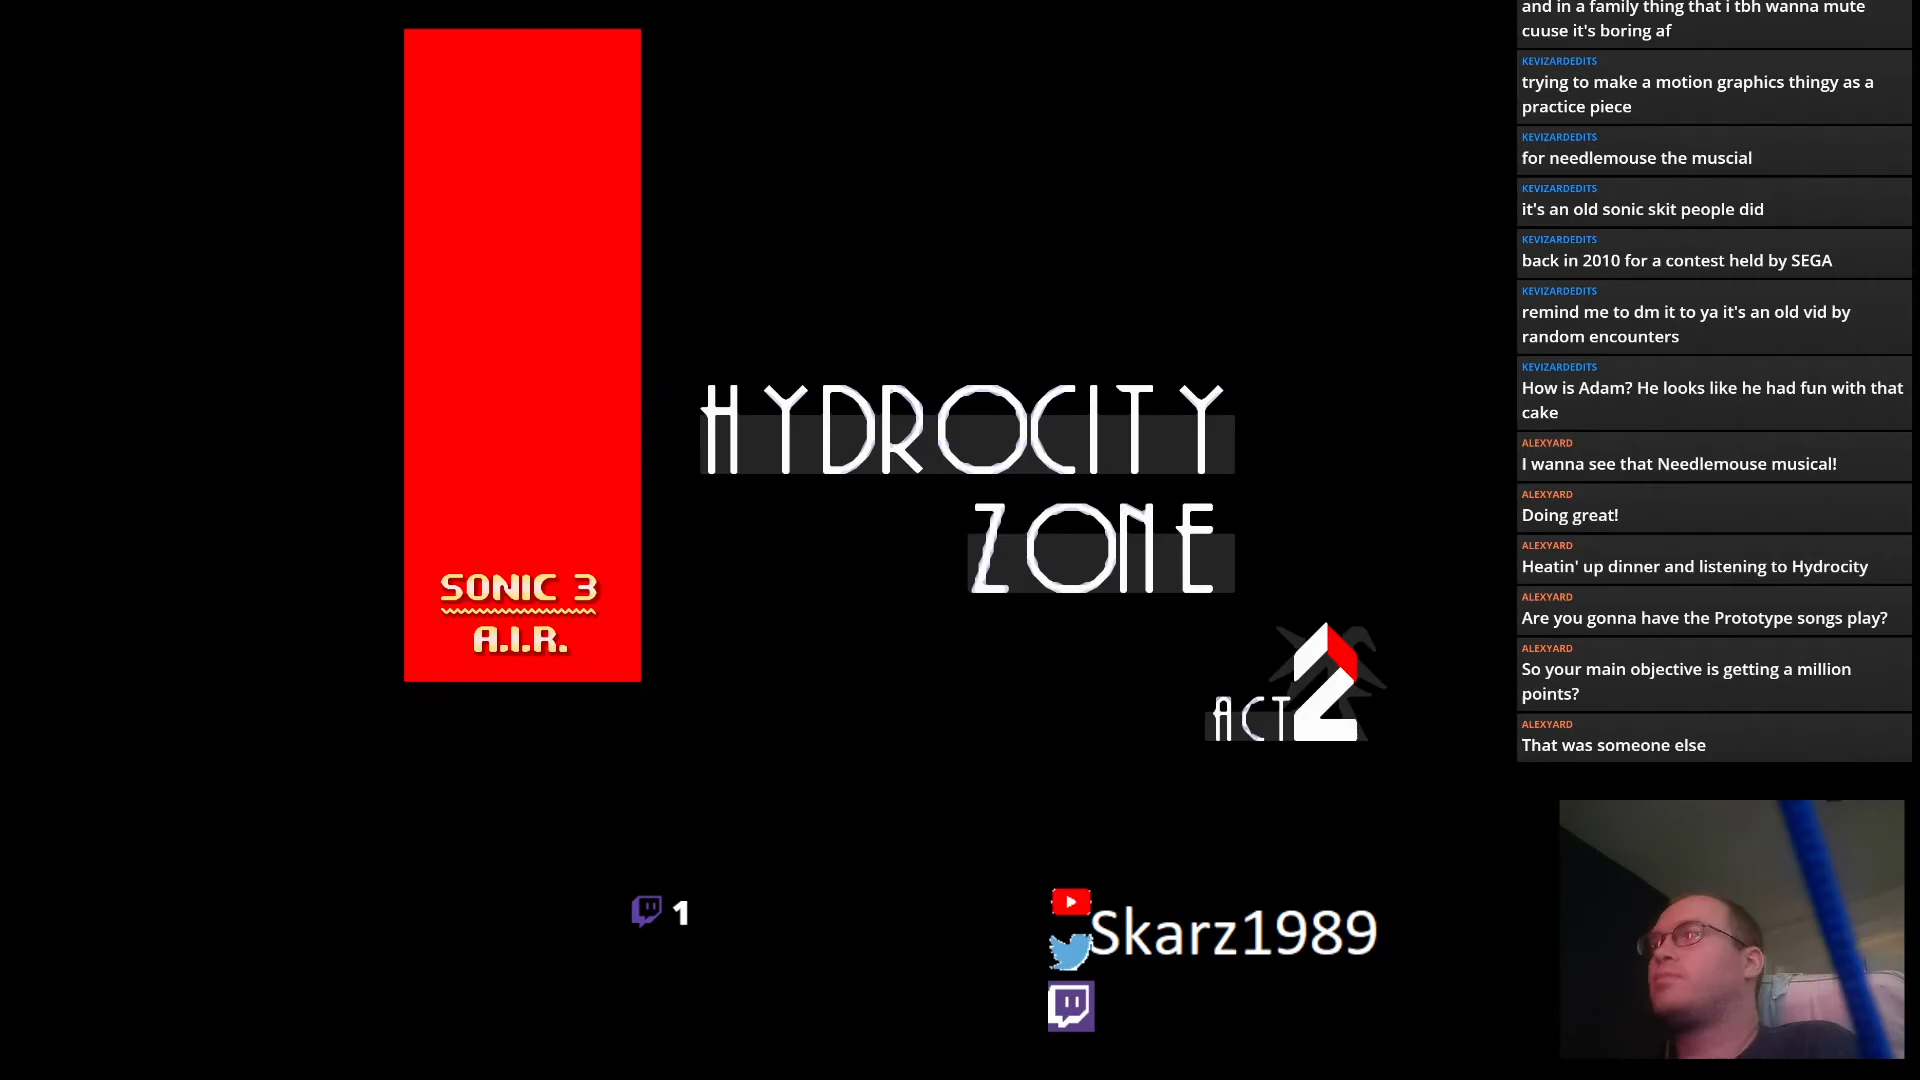 SONIC 3
A.I.R.
HYDROCITY
ZONE
ACT 2
1
Skarz1989
and in a family thing that i tbh wanna mute
cuuse it's boring af
KEVIZARDEDITS
trying to make a motion graphics thingy as a
practice piece
KEVIZARDEDITS
for needlemouse the muscial
KEVIZARDEDITS
it's an old sonic skit people did
KEVIZARDEDITS
back in 2010 for a contest held by SEGA
KEVIZARDEDITS
remind me to dm it to ya it's an old vid by
random encounters
KEVIZARDEDITS
How is Adam? He looks like he had fun with that
cake
ALEXYARD
I wanna see that Needlemouse musical!
ALEXYARD
Doing great!
ALEXYARD
Heatin' up dinner and listening to Hydrocity
ALEXYARD
Are you gonna have the Prototype songs play?
ALEXYARD
So your main objective is getting a million
points?
ALEXYARD
That was someone else